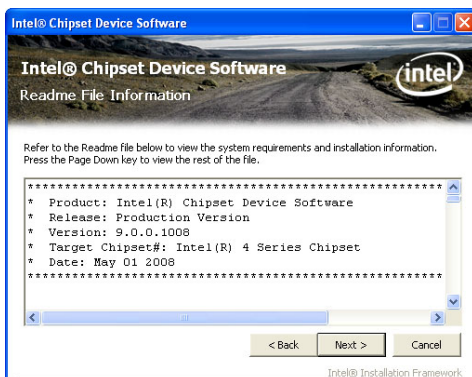 Intel® Chipset Device Software
Intel® Chipset Device Software
intel
Readme File Information
Refer to the Readme file below to view the system requirements and installation information.
Press the Page Down key to view the rest of the file.
************************************************************
*  Product: Intel(R) Chipset Device Software
*  Release: Production Version
*  Version: 9.0.0.1008
*  Target Chipset#: Intel(R) 4 Series Chipset
*  Date: May 01 2008
************************************************************
< Back Next > Cancel
Intel® Installation Framework